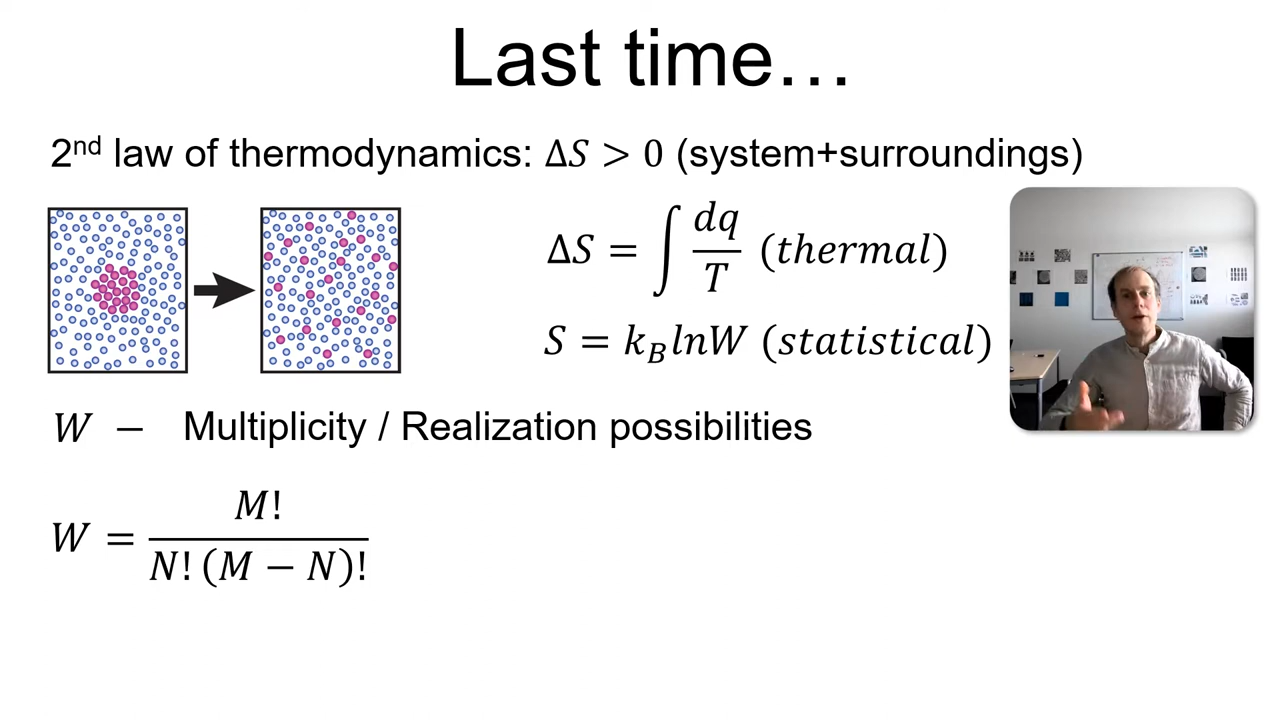 Last time…
2nd law of thermodynamics: ΔS > 0 (system+surroundings)
ΔS = ∫ dq/T (thermal)
S = k_B lnW (statistical)
W − Multiplicity / Realization possibilities
W = M! / N! (M − N)!